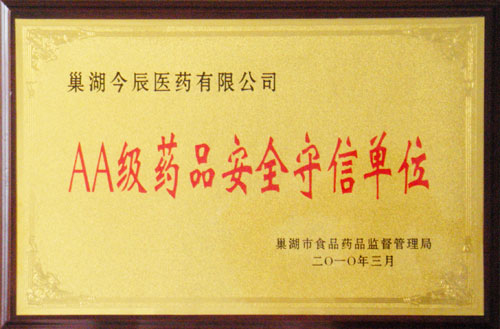 巢湖今辰医药有限公司
AA级药品安全守信单位
巢湖市食品药品监督管理局
二〇一〇年三月